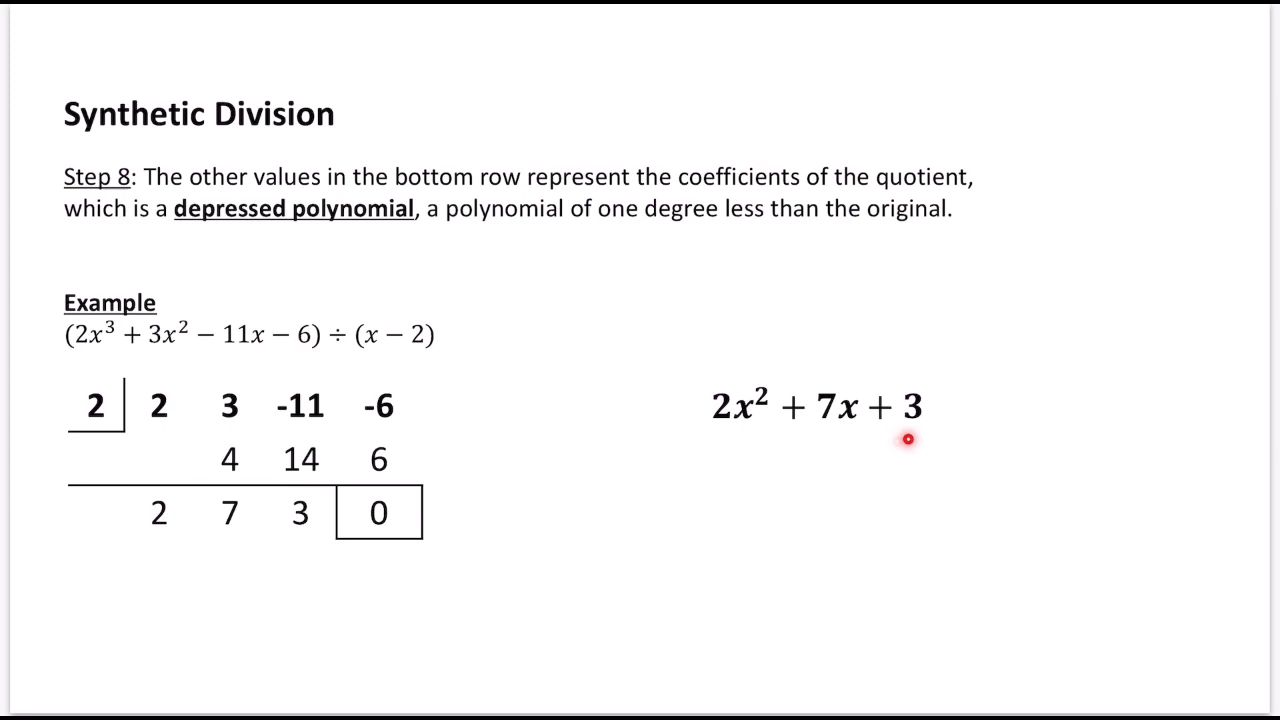 Synthetic Division
Step 8: The other values in the bottom row represent the coefficients of the quotient,
which is a depressed polynomial, a polynomial of one degree less than the original.
Example
(2x³ + 3x² − 11x − 6) ÷ (x − 2)
2 2 3 -11 -6
4 14 6
2 7 3 0
2x² + 7x + 3